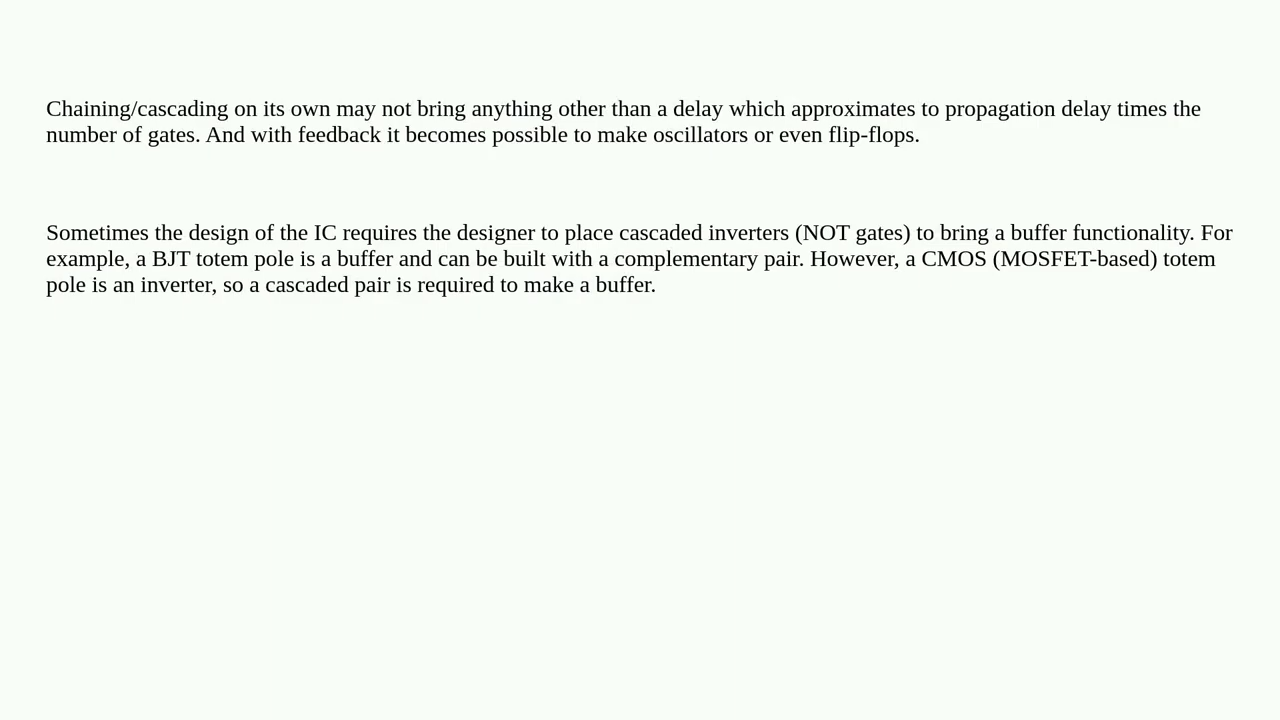 Chaining/cascading on its own may not bring anything other than a delay which approximates to propagation delay times the
number of gates. And with feedback it becomes possible to make oscillators or even flip-flops.
Sometimes the design of the IC requires the designer to place cascaded inverters (NOT gates) to bring a buffer functionality. For
example, a BJT totem pole is a buffer and can be built with a complementary pair. However, a CMOS (MOSFET-based) totem
pole is an inverter, so a cascaded pair is required to make a buffer.